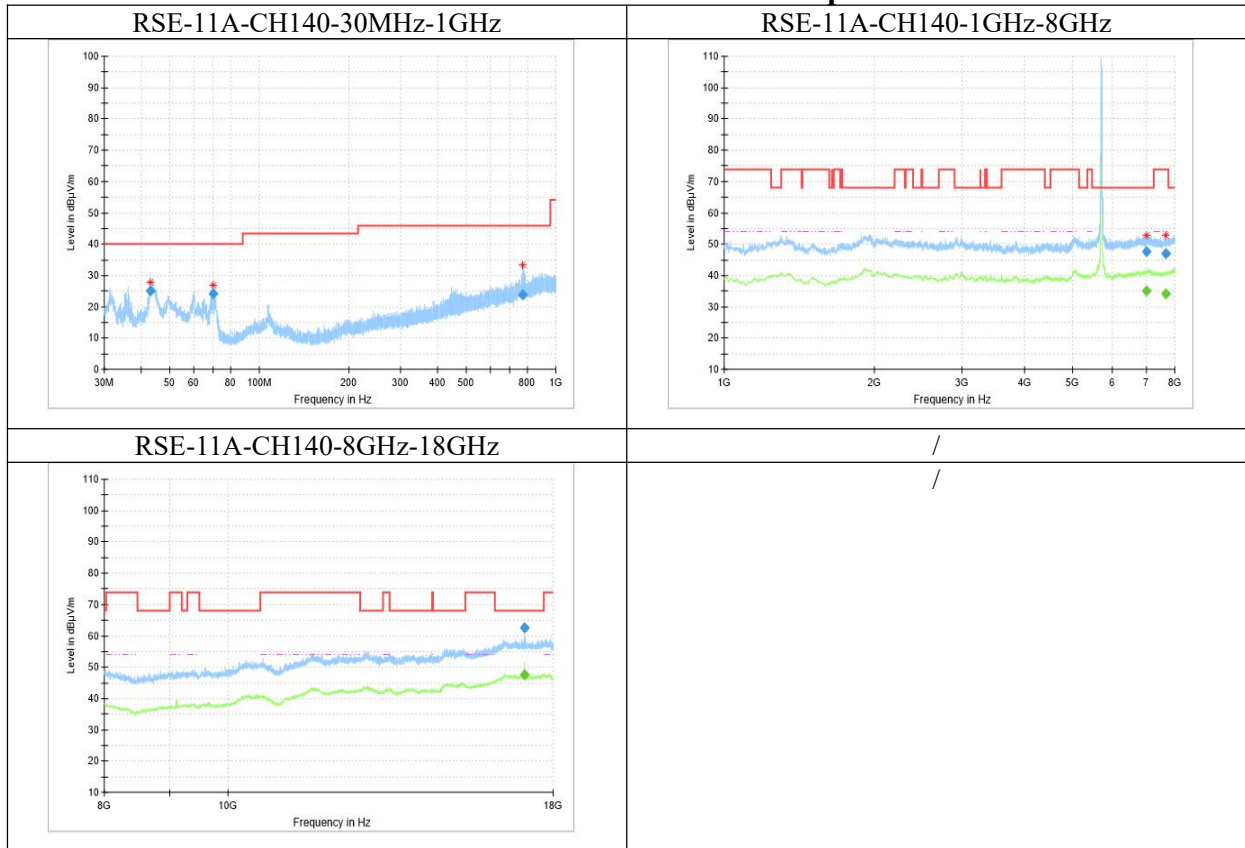 RSE-11A-CH140-30MHz-1GHz
RSE-11A-CH140-1GHz-8GHz
100
90
80
70
60
50
40
30
20
10
0
Level in dBµV/m
30M
50
60
80
100M
200
300
400
500
800
1G
Frequency in Hz
110
100
90
80
70
60
50
40
30
20
10
Level in dBµV/m
1G
2G
3G
4G
5G
6
7
8G
Frequency in Hz
RSE-11A-CH140-8GHz-18GHz
/
110
100
90
80
70
60
50
40
30
20
10
Level in dBµV/m
8G
10G
18G
Frequency in Hz
/